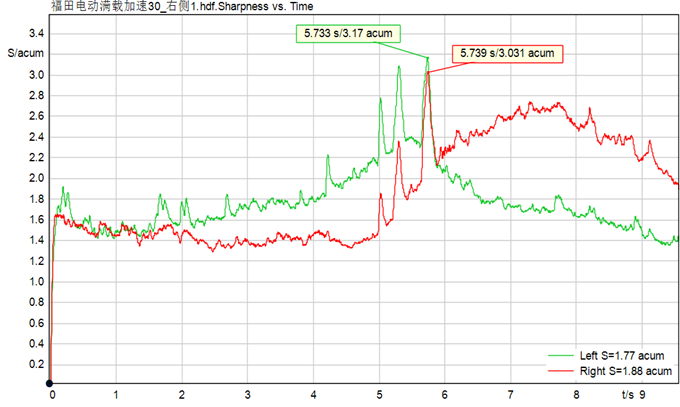 福田电动满载加速30_右侧1.hdf.Sharpness vs. Time
S/acum
3.4
3.2
3.0
2.8
2.6
2.4
2.2
2.0
1.8
1.6
1.4
1.2
1.0
0.8
0.6
0.4
0.2
5.733 s/3.17 acum
5.739 s/3.031 acum
Left S=1.77 acum
Right S=1.88 acum
0 1 2 3 4 5 6 7 8 t/s 9